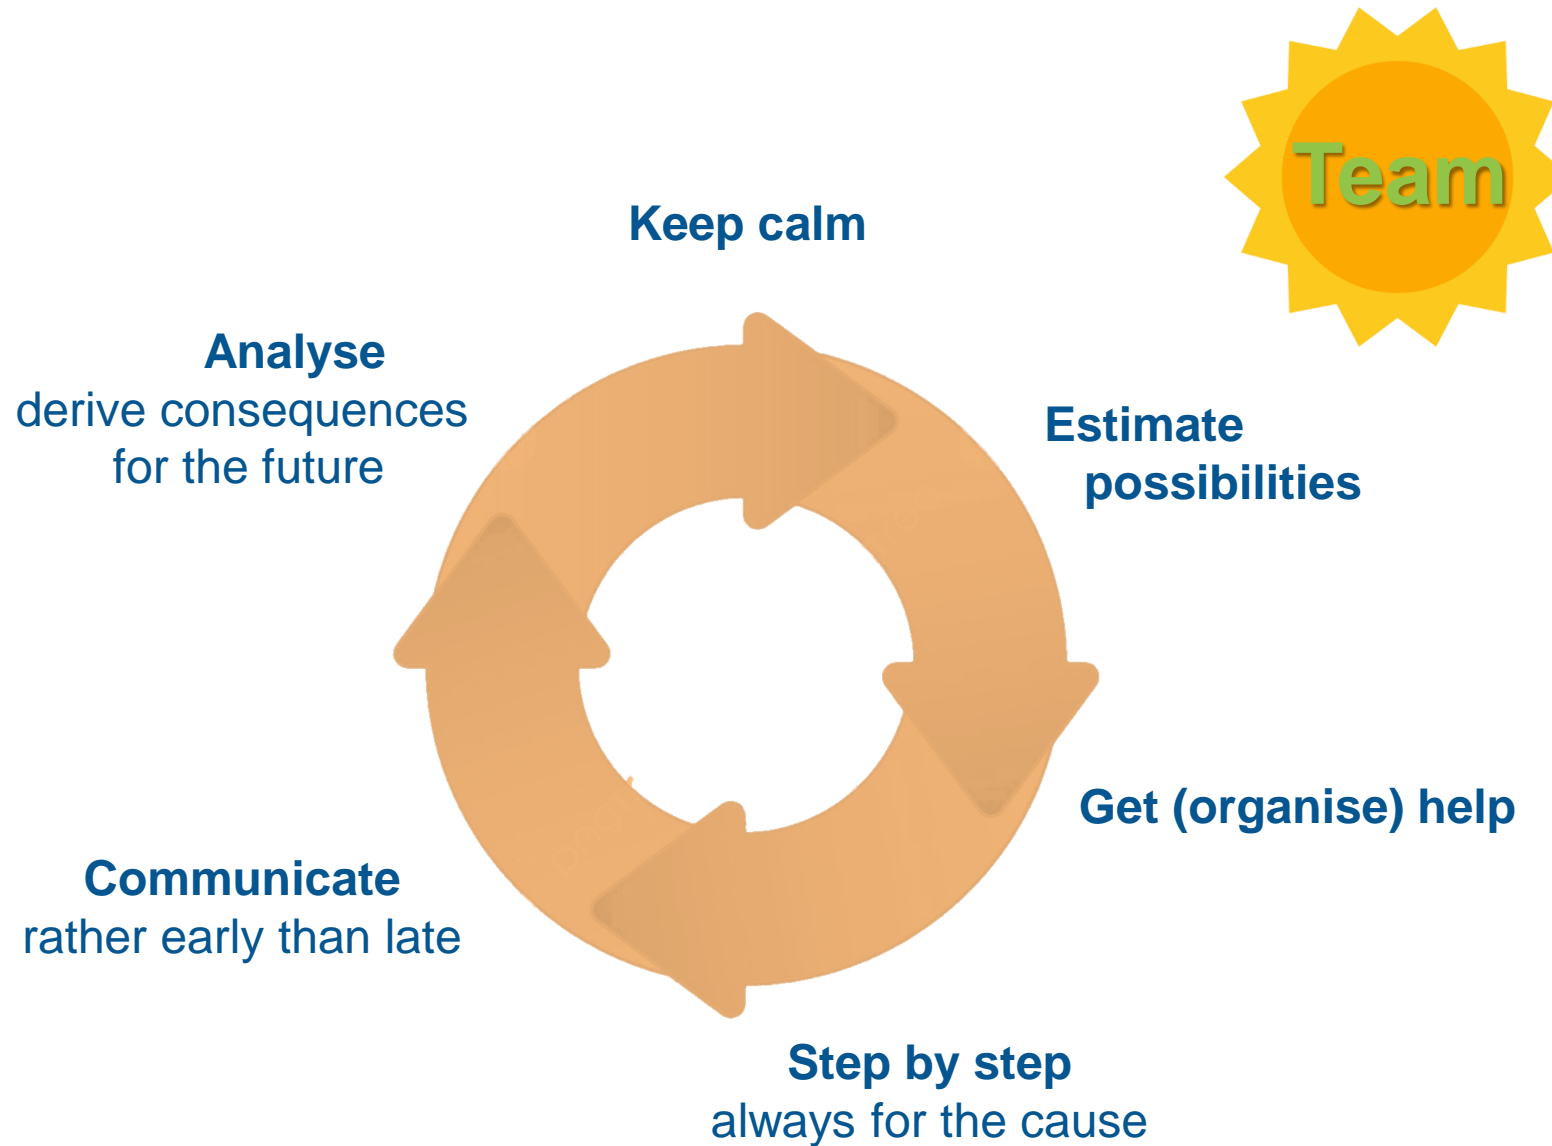 Team
Keep calm
Estimate
possibilities
Get (organise) help
Step by step
always for the cause
Communicate
rather early than late
Analyse
derive consequences
for the future